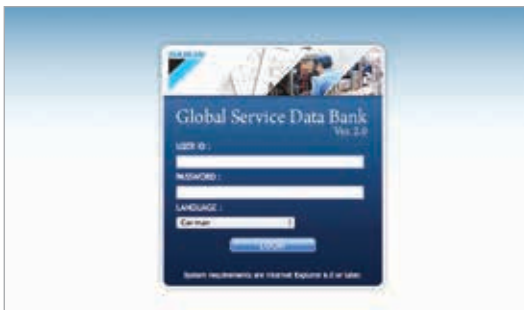 DAIKIN
Global Service Data Bank
Ver. 2.0
USER ID :
PASSWORD :
LANGUAGE :
German
LOGIN
System requirements are Internet Explorer 6.0 or later.